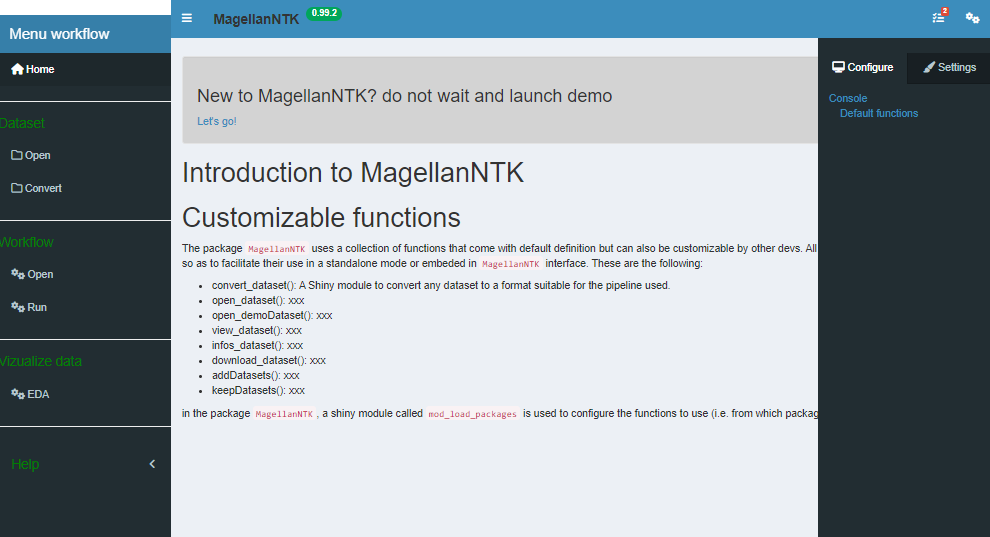 MagellanNTK 0.99.2
2
Menu workflow
Home
Dataset
Open
Convert
Workflow
Open
Run
Vizualize data
EDA
Help
New to MagellanNTK? do not wait and launch demo
Let's go!
Introduction to MagellanNTK
Customizable functions
The package MagellanNTK uses a collection of functions that come with default definition but can also be customizable by other devs. All
so as to facilitate their use in a standalone mode or embeded in MagellanNTK interface. These are the following:
• convert_dataset(): A Shiny module to convert any dataset to a format suitable for the pipeline used.
• open_dataset(): xxx
• open_demoDataset(): xxx
• view_dataset(): xxx
• infos_dataset(): xxx
• download_dataset(): xxx
• addDatasets(): xxx
• keepDatasets(): xxx
in the package MagellanNTK , a shiny module called mod_load_packages is used to configure the functions to use (i.e. from which packag
Configure Settings
Console
Default functions